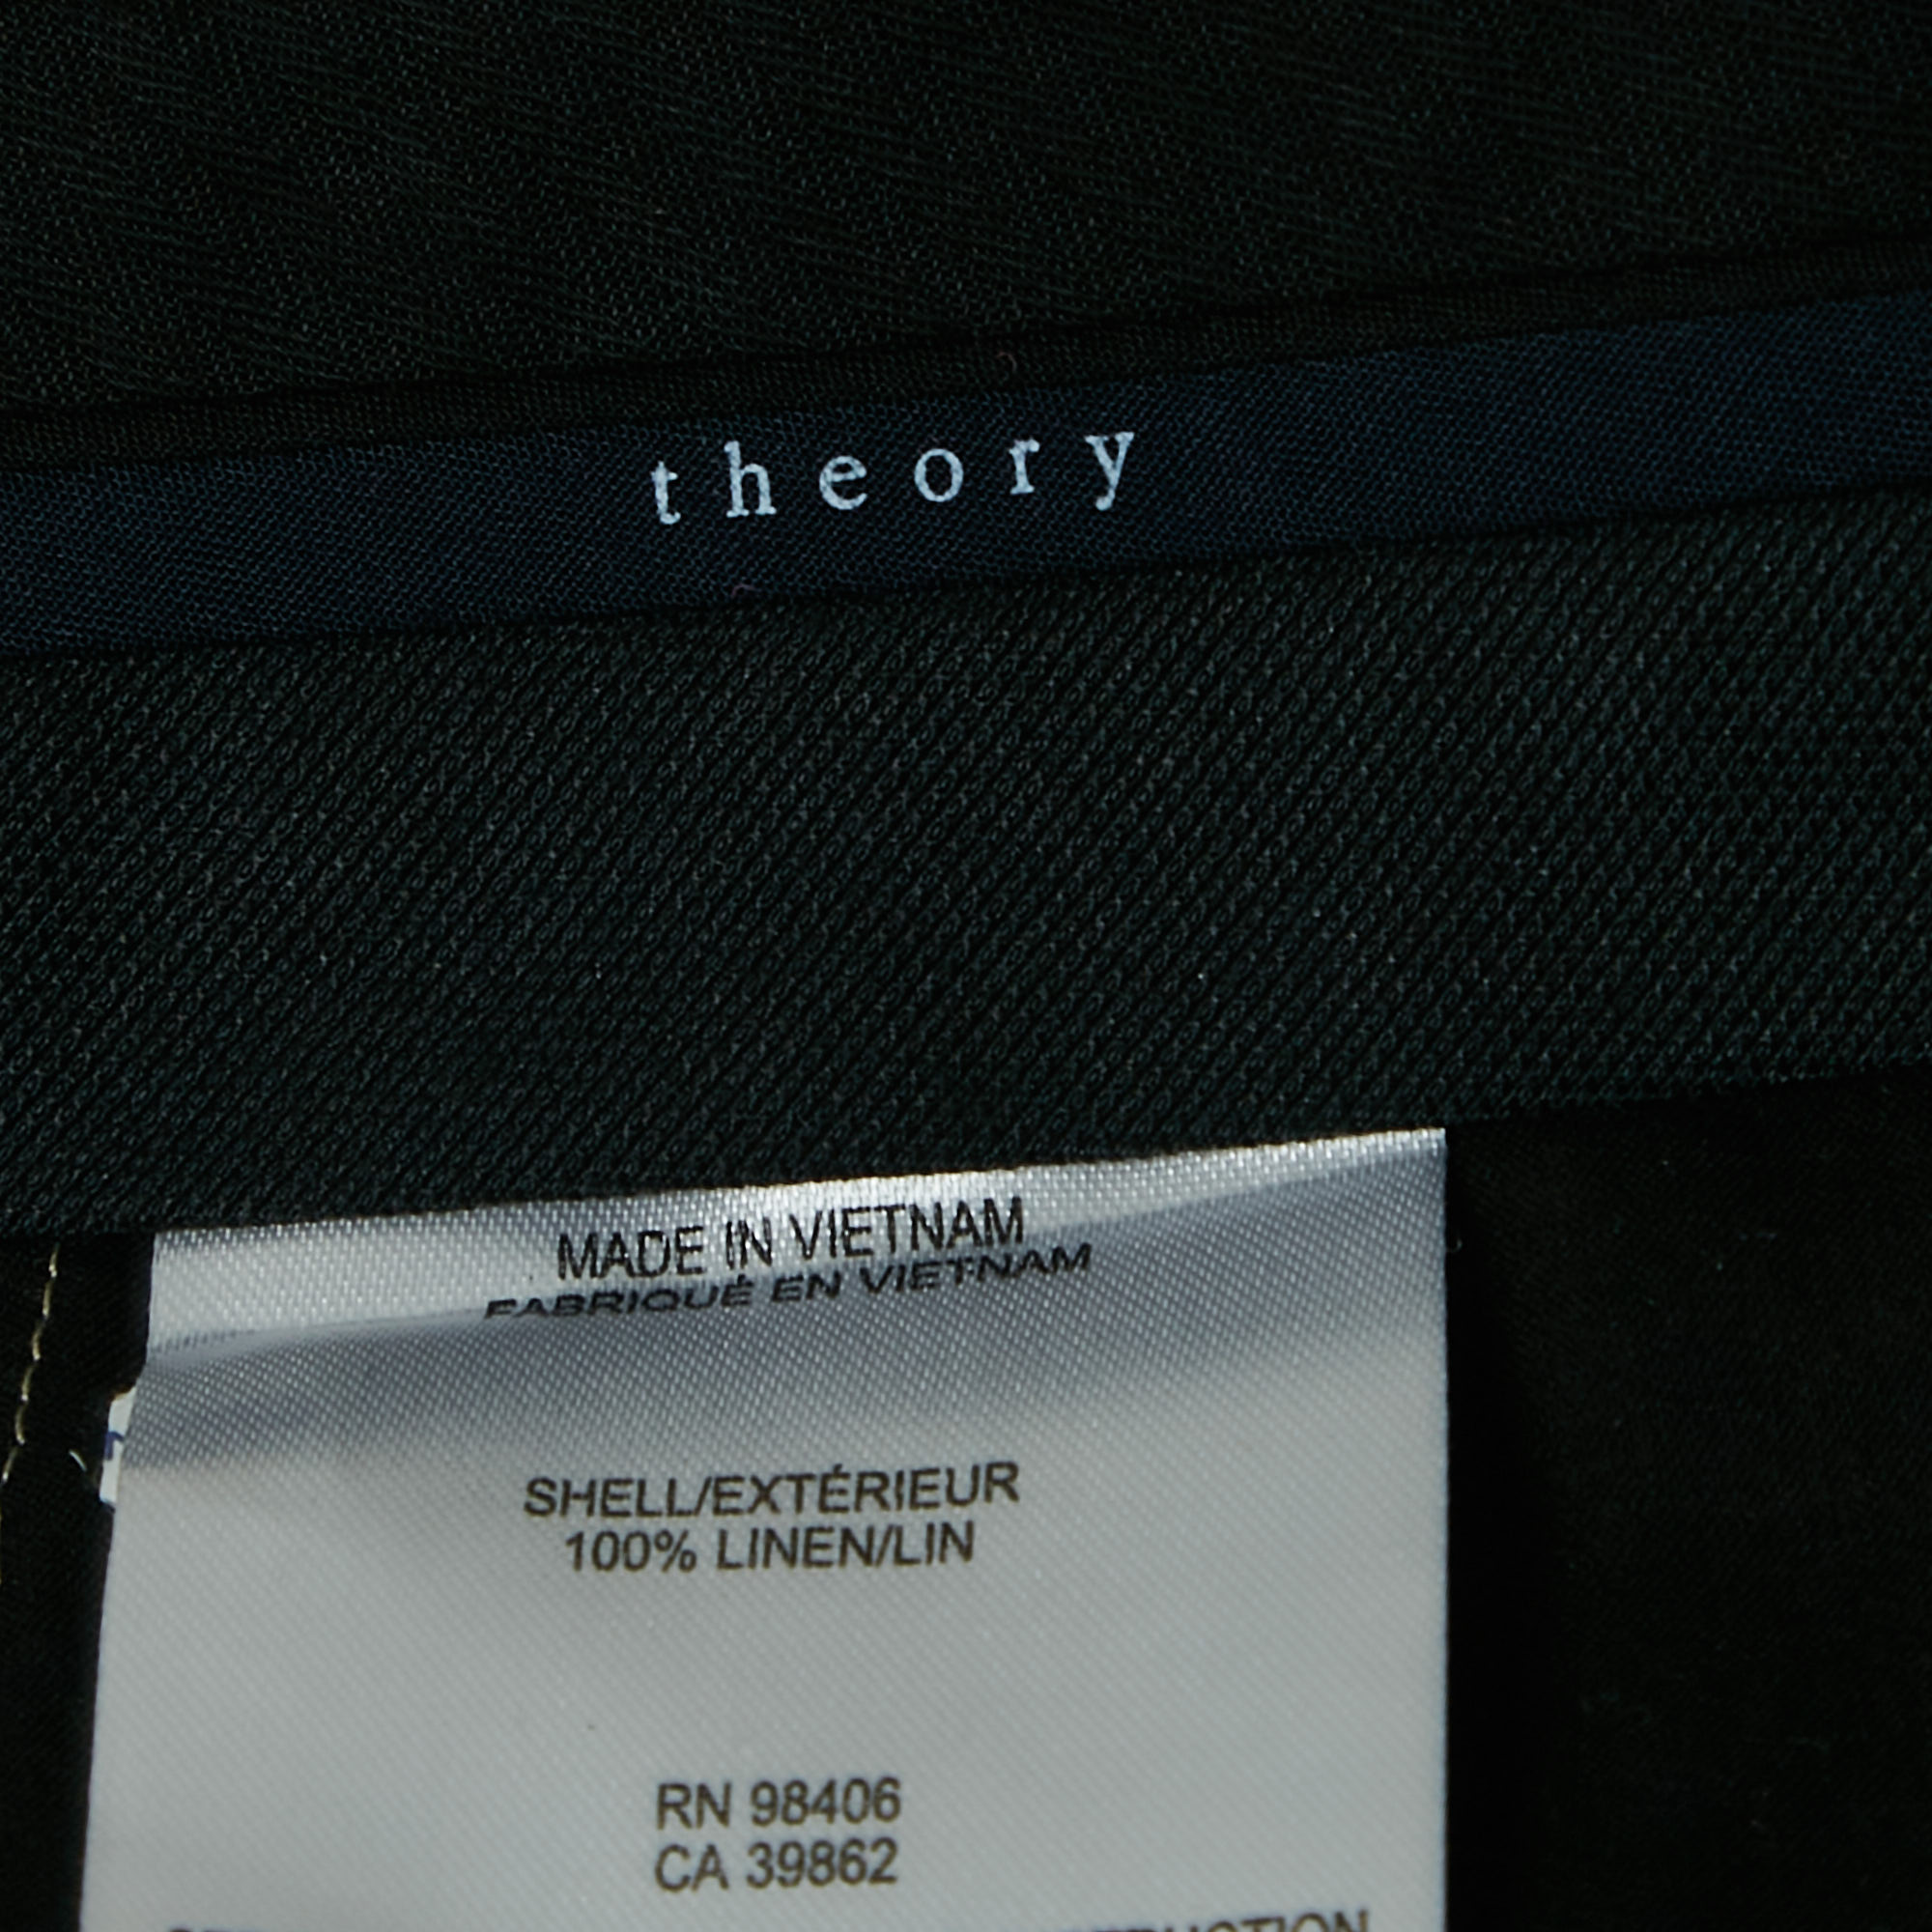 theory
MADE IN VIETNAM
FABRIQUÉ EN VIETNAM
SHELL/EXTÉRIEUR
100% LINEN/LIN
RN 98406
CA 39862